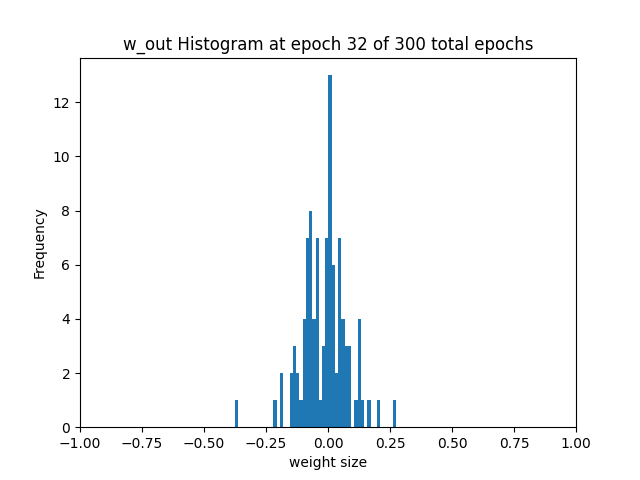 w_out Histogram at epoch 32 of 300 total epochs
Frequency
12
10
8
6
4
2
0
−1.00 −0.75 −0.50 −0.25 0.00 0.25 0.50 0.75 1.00
weight size